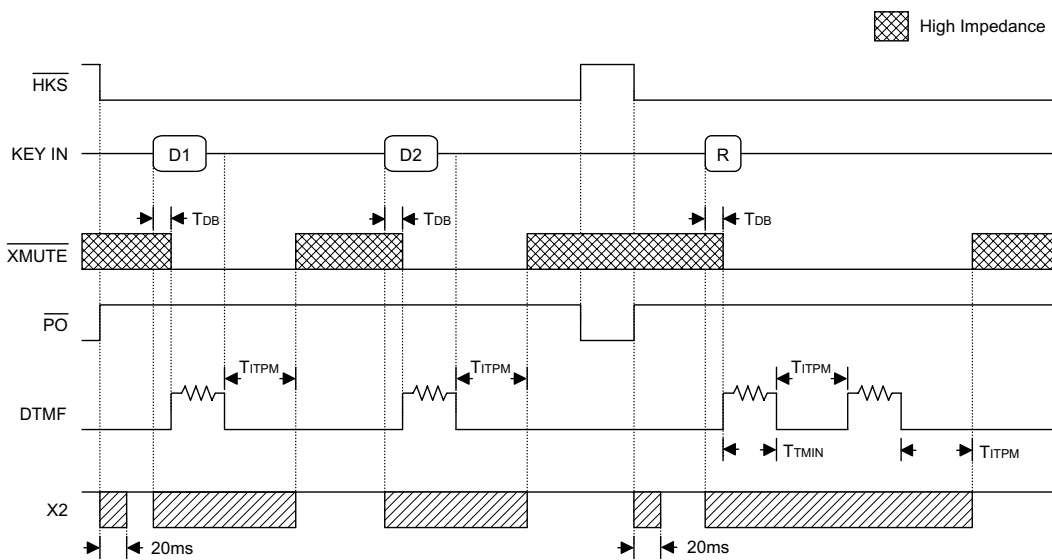 High Impedance
HKS
KEY IN D1 D2 R
TDB TDB TDB
XMUTE
PO
TITPM TITPM TITPM
DTMF
TTMIN TITPM
X2
20ms 20ms